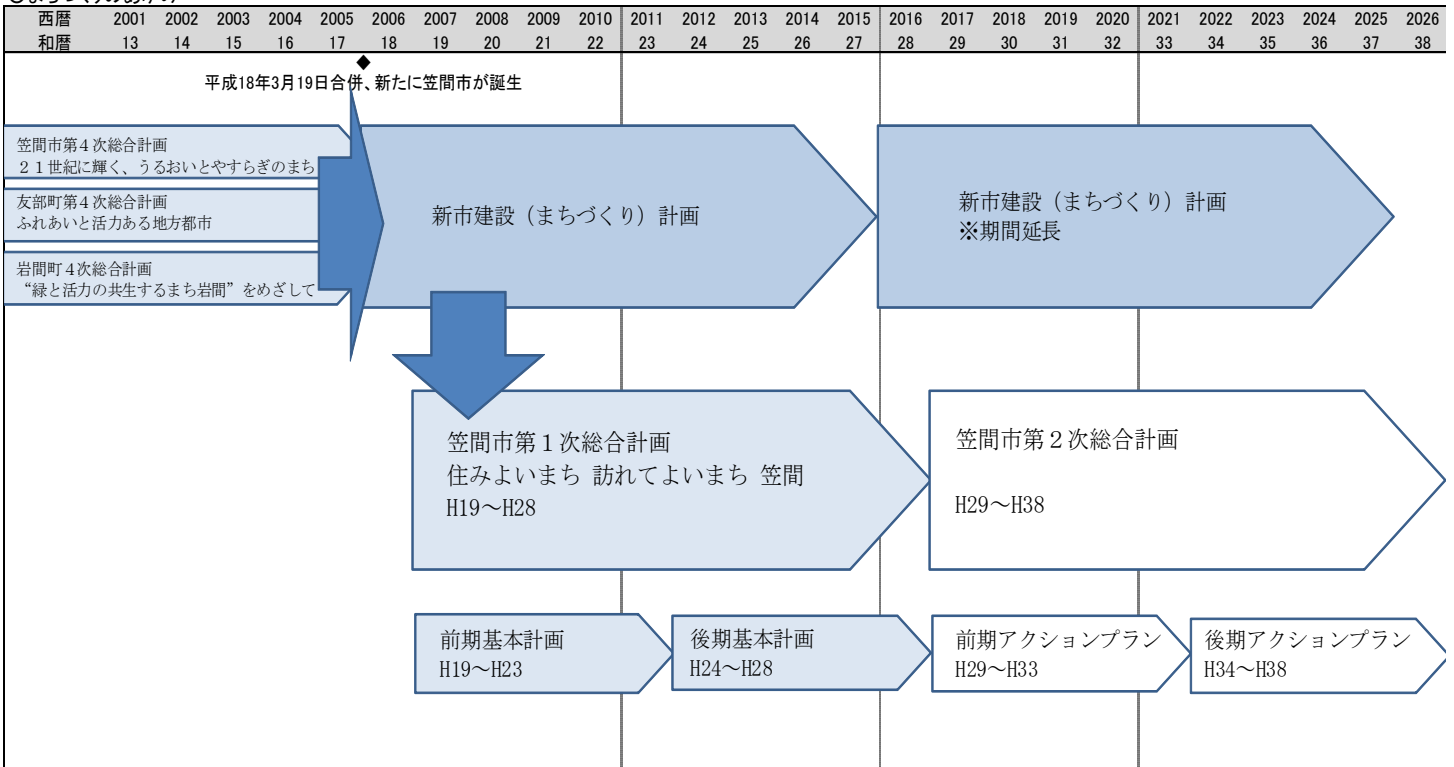 西暦 2001 2002 2003 2004 2005 2006 2007 2008 2009 2010 2011 2012 2013 2014 2015 2016 2017 2018 2019 2020 2021 2022 2023 2024 2025 2026
和暦 13 14 15 16 17 18 19 20 21 22 23 24 25 26 27 28 29 30 31 32 33 34 35 36 37 38
◆
平成18年3月19日合併、新たに笠間市が誕生
笠間市第4次総合計画
21世紀に輝く、うるおいとやすらぎのまち
友部町第4次総合計画
ふれあいと活力ある地方都市
岩間町4次総合計画
“緑と活力の共生するまち岩間”をめざして
新市建設(まちづくり)計画
新市建設(まちづくり)計画
※期間延長
笠間市第1次総合計画
住みよいまち 訪れてよいまち 笠間
H19~H28
笠間市第2次総合計画
H29~H38
前期基本計画
H19~H23
後期基本計画
H24~H28
前期アクションプラン
H29~H33
後期アクションプラン
H34~H38